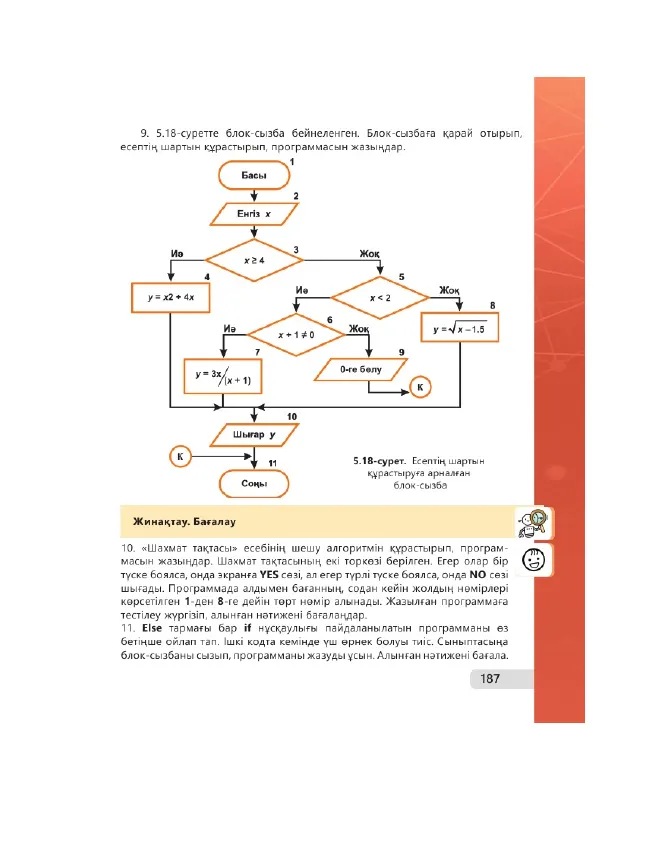 9. 5.18-суретте блок-сызба бейнеленген. Блок-сызбаға қарай отырып,
есептің шартын құрастырып, программасын жазыңдар.
1
Басы
2
Енгіз x
3
Иә
x ≥ 4
Жоқ
4
y = x2 + 4x
5
Иә
x < 2
Жоқ
6
Иә
x + 1 ≠ 0
Жоқ
8
y = √x – 1.5
7
y = 3x/(x + 1)
9
0-ге бөлу
К
10
Шығар y
К
11
Соңы
5.18-сурет. Есептің шартын
құрастыруға арналған
блок-сызба
Жинақтау. Бағалау
10. «Шахмат тақтасы» есебінің шешу алгоритмін құрастырып, програм-
масын жазыңдар. Шахмат тақтасының екі торкөзі берілген. Егер олар бір
түске боялса, онда экранға YES сөзі, ал егер түрлі түске боялса, онда NO сөзі
шығады. Программада алдымен бағанның, содан кейін жолдың нөмірлері
көрсетілген 1-ден 8-ге дейін төрт нөмір алынады. Жазылған программаға
тестілеу жүргізіп, алынған нәтижені бағалаңдар.
11. Else тармағы бар if нұсқаулығы пайдаланылатын программаны өз
бетіңше ойлап тап. Ішкі кодта кемінде үш өрнек болуы тиіс. Сыныптасыңа
блок-сызбаны сызып, программаны жазуды ұсын. Алынған нәтижені бағала.
187